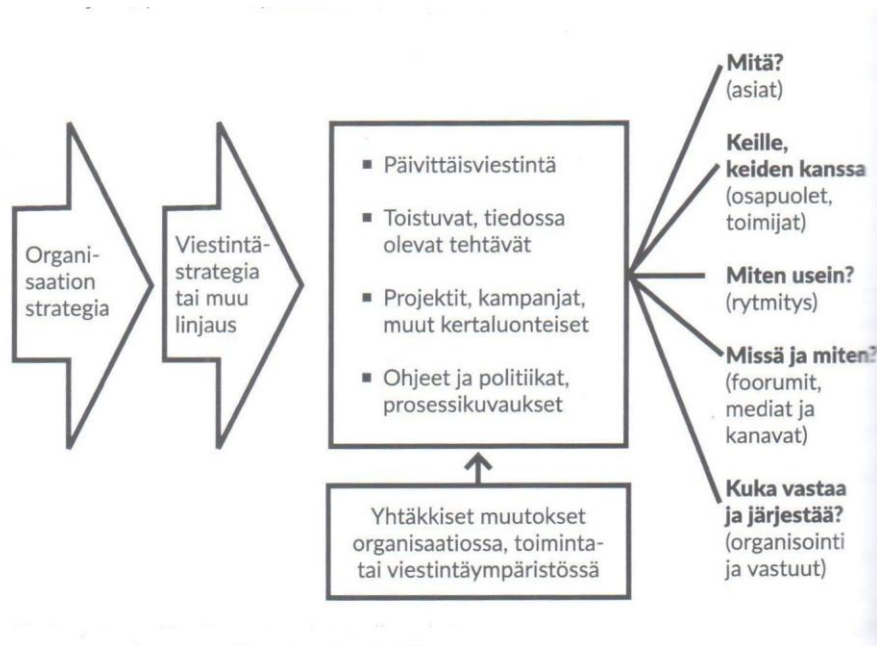 Organi-
saation
strategia
Viestintä-
strategia
tai muu
linjaus
▪ Päivittäisviestintä
▪ Toistuvat, tiedossa
olevat tehtävät
▪ Projektit, kampanjat,
muut kertaluonteiset
▪ Ohjeet ja politiikat,
prosessikuvaukset
Yhtäkkiset muutokset
organisaatiossa, toiminta-
tai viestintäympäristössä
Mitä?
(asiat)
Keille,
keiden kanssa
(osapuolet,
toimijat)
Miten usein?
(rytmitys)
Missä ja miten?
(foorumit,
mediat ja
kanavat)
Kuka vastaa
ja järjestää?
(organisointi
ja vastuut)